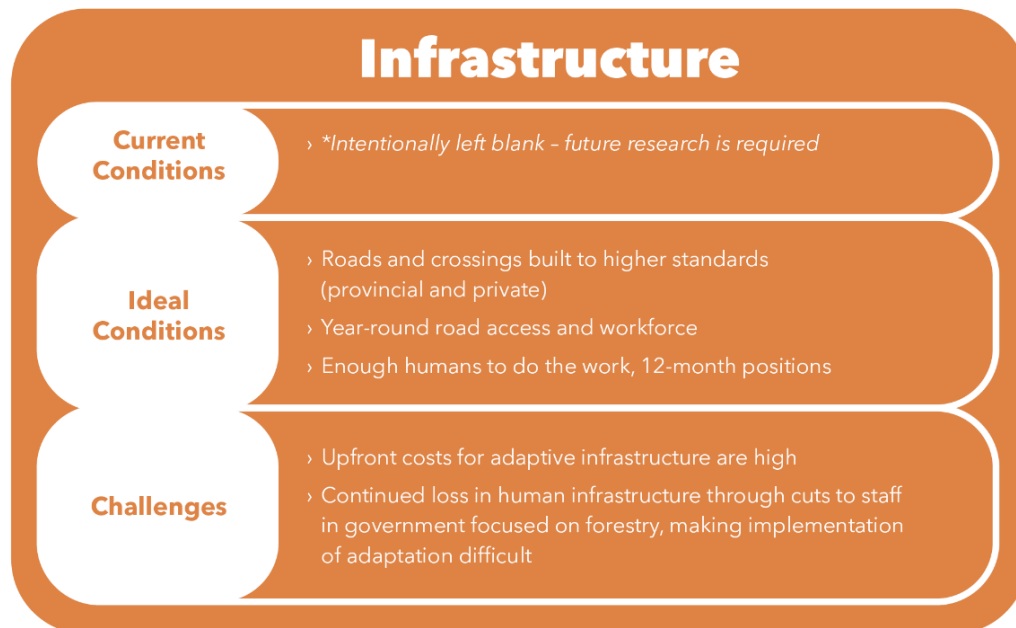 Infrastructure
Current
Conditions
› *Intentionally left blank – future research is required
Ideal
Conditions
› Roads and crossings built to higher standards
(provincial and private)
› Year-round road access and workforce
› Enough humans to do the work, 12-month positions
Challenges
› Upfront costs for adaptive infrastructure are high
› Continued loss in human infrastructure through cuts to staff
in government focused on forestry, making implementation
of adaptation difficult